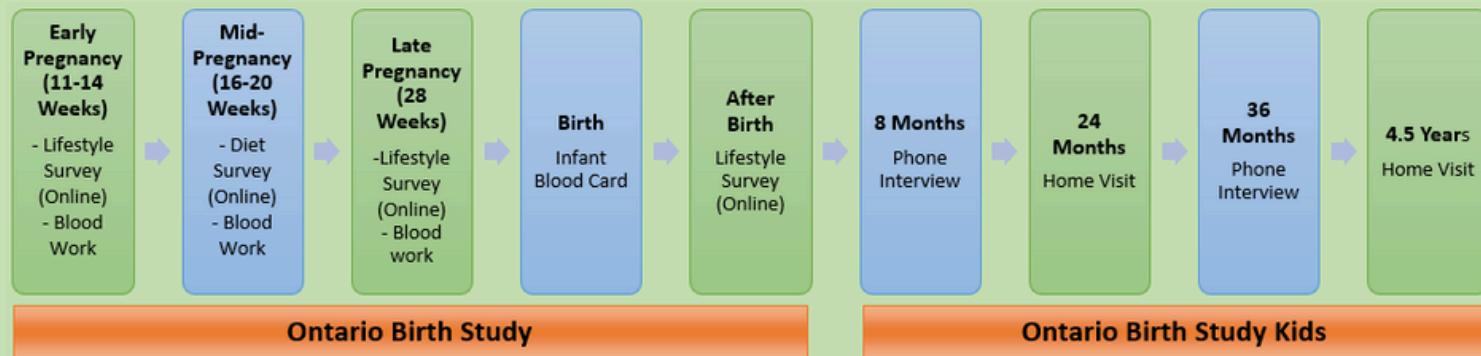 Early
Pregnancy
(11-14
Weeks)
- Lifestyle
Survey
(Online)
- Blood
Work
Mid-
Pregnancy
(16-20
Weeks)
- Diet
Survey
(Online)
- Blood
Work
Late
Pregnancy
(28
Weeks)
-Lifestyle
Survey
(Online)
- Blood
work
Birth
Infant
Blood Card
After
Birth
Lifestyle
Survey
(Online)
8 Months
Phone
Interview
24
Months
Home Visit
36
Months
Phone
Interview
4.5 Years
Home Visit
Ontario Birth Study
Ontario Birth Study Kids